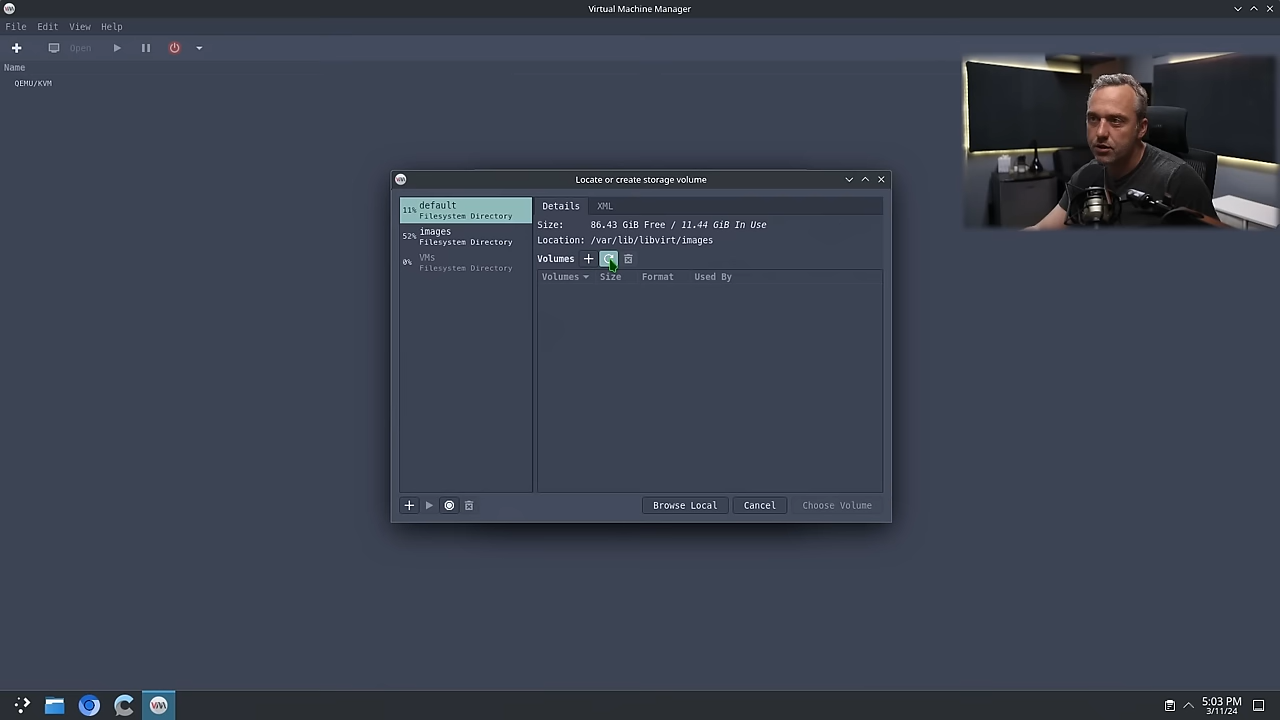 Virtual Machine Manager
File Edit View Help
Open
Name
QEMU/KVM
Locate or create storage volume
11% default
Filesystem Directory
52% images
Filesystem Directory
0% VMs
Filesystem Directory
Details XML
Size: 86.43 GiB Free / 11.44 GiB In Use
Location: /var/lib/libvirt/images
Volumes
Volumes Size Format Used By
Browse Local Cancel Choose Volume
5:03 PM
3/11/24